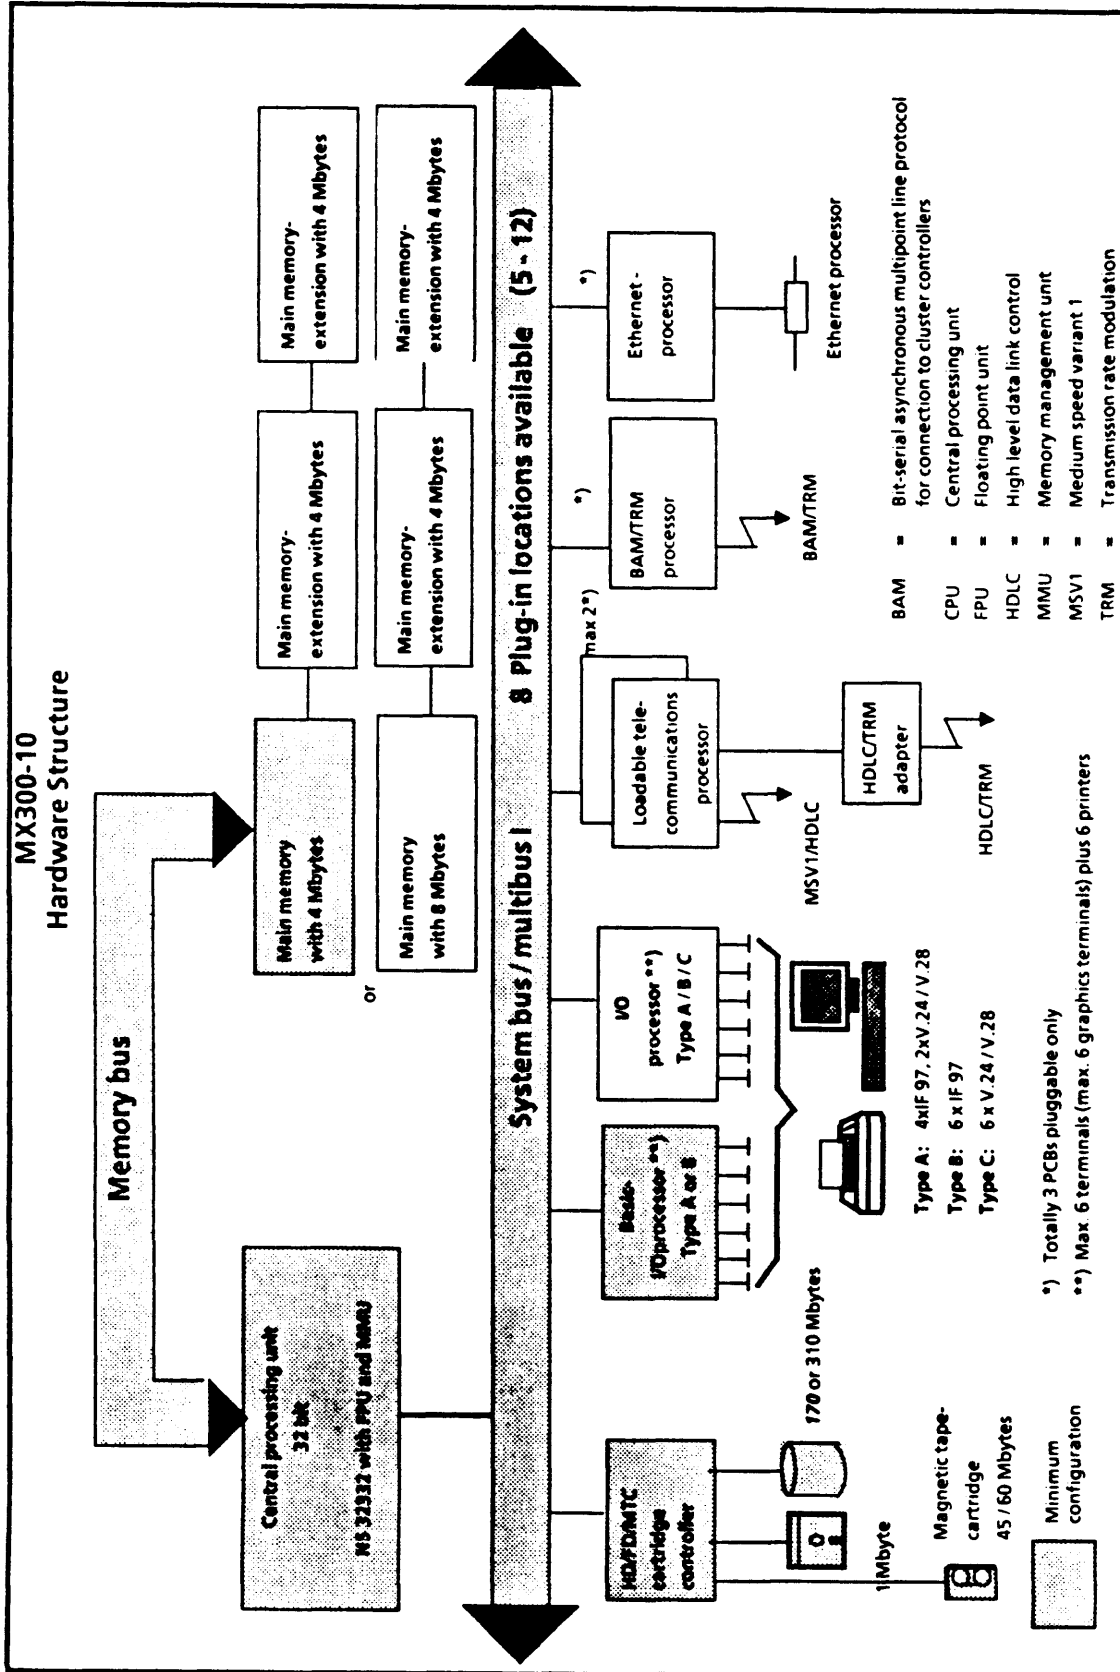 MX300-10
Hardware Structure
Memory bus
Central processing unit
32 bit
NS 32332 with FPU and MMU
Main memory
with 4 Mbytes
Main memory-
extension with 4 Mbytes
Main memory-
extension with 4 Mbytes
or
Main memory
with 8 Mbytes
Main memory-
extension with 4 Mbytes
Main memory-
extension with 4 Mbytes
System bus / multibus I
8 Plug-in locations available (5 - 12)
HD/FD/MTC
cartridge
controller
Basic-
I/Oprocessor **)
Type A or B
I/O
processor **)
Type A / B / C
max 2*)
Loadable tele-
communications
processor
*)
BAM/TRM
processor
*)
Ethernet -
processor
1 Mbyte
170 or 310 Mbytes
Magnetic tape-
cartridge
45 / 60 Mbytes
MSV1/HDLC
HDLC/TRM
adapter
HDLC/TRM
BAM/TRM
Ethernet processor
Type A: 4xIF 97, 2xV.24 / V.28
Type B: 6 x IF 97
Type C: 6 x V.24 / V.28
BAM = Bit-serial asynchronous multipoint line protocol
for connection to cluster controllers
CPU = Central processing unit
FPU = Floating point unit
HDLC = High level data link control
MMU = Memory management unit
MSV1 = Medium speed variant 1
TRM = Transmission rate modulation
Minimum
configuration
*) Totally 3 PCBs pluggable only
**) Max 6 terminals (max. 6 graphics terminals) plus 6 printers